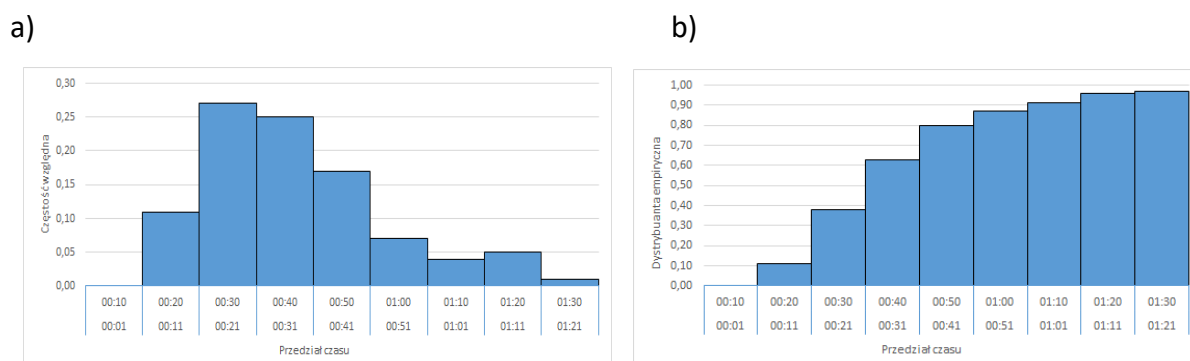 a)
b)
0,30
0,25
0,20
0,15
0,10
0,05
0,00
Częstość względna
00:10 00:20 00:30 00:40 00:50 01:00 01:10 01:20 01:30
00:01 00:11 00:21 00:31 00:41 00:51 01:01 01:11 01:21
Przedział czasu
1,00
0,90
0,80
0,70
0,60
0,50
0,40
0,30
0,20
0,10
0,00
Dystrybuanta empiryczna
00:10 00:20 00:30 00:40 00:50 01:00 01:10 01:20 01:30
00:01 00:11 00:21 00:31 00:41 00:51 01:01 01:11 01:21
Przedział czasu